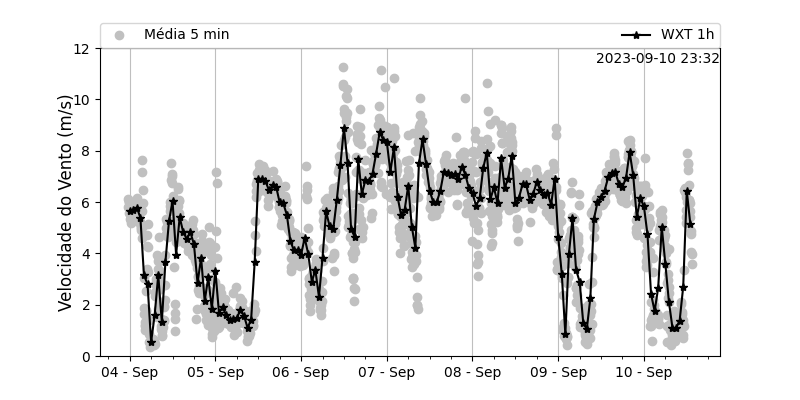 Média 5 min
WXT 1h
2023-09-10 23:32
Velocidade do Vento (m/s)
12
10
8
6
4
2
0
04 - Sep
05 - Sep
06 - Sep
07 - Sep
08 - Sep
09 - Sep
10 - Sep